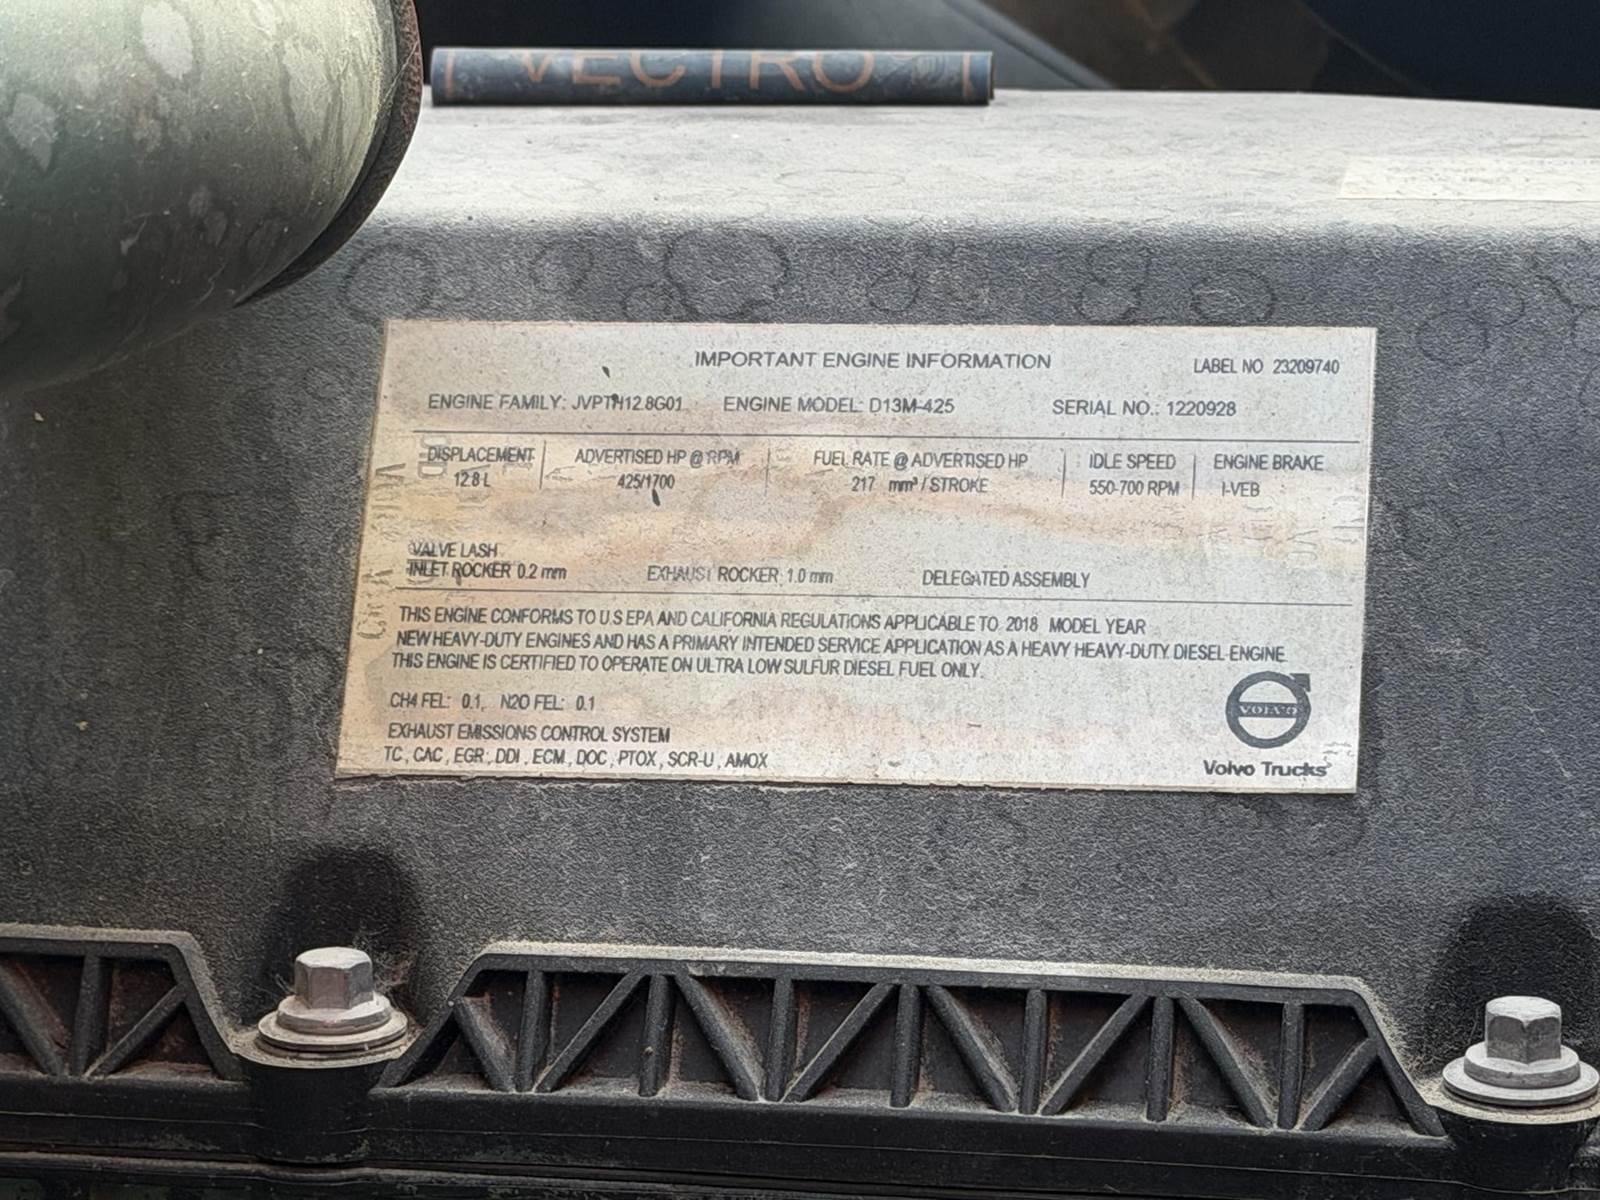 VECTRO
IMPORTANT ENGINE INFORMATION
LABEL NO 23209740
ENGINE FAMILY: JVPTH12.8G01 ENGINE MODEL: D13M-425 SERIAL NO.: 1220928
DISPLACEMENT ADVERTISED HP @ RPM FUEL RATE @ ADVERTISED HP IDLE SPEED ENGINE BRAKE
12.8 L 425/1700 217 mm³ / STROKE 550-700 RPM I-VEB
VALVE LASH
INLET ROCKER 0.2 mm EXHAUST ROCKER 1.0 mm DELEGATED ASSEMBLY
THIS ENGINE CONFORMS TO U.S EPA AND CALIFORNIA REGULATIONS APPLICABLE TO 2018 MODEL YEAR
NEW HEAVY-DUTY ENGINES AND HAS A PRIMARY INTENDED SERVICE APPLICATION AS A HEAVY HEAVY-DUTY DIESEL ENGINE
THIS ENGINE IS CERTIFIED TO OPERATE ON ULTRA LOW SULFUR DIESEL FUEL ONLY.
CH4 FEL: 0.1, N2O FEL: 0.1
EXHAUST EMISSIONS CONTROL SYSTEM
TC , CAC , EGR , DDI , ECM , DOC , PTOX , SCR-U , AMOX
VOLVO
Volvo Trucks